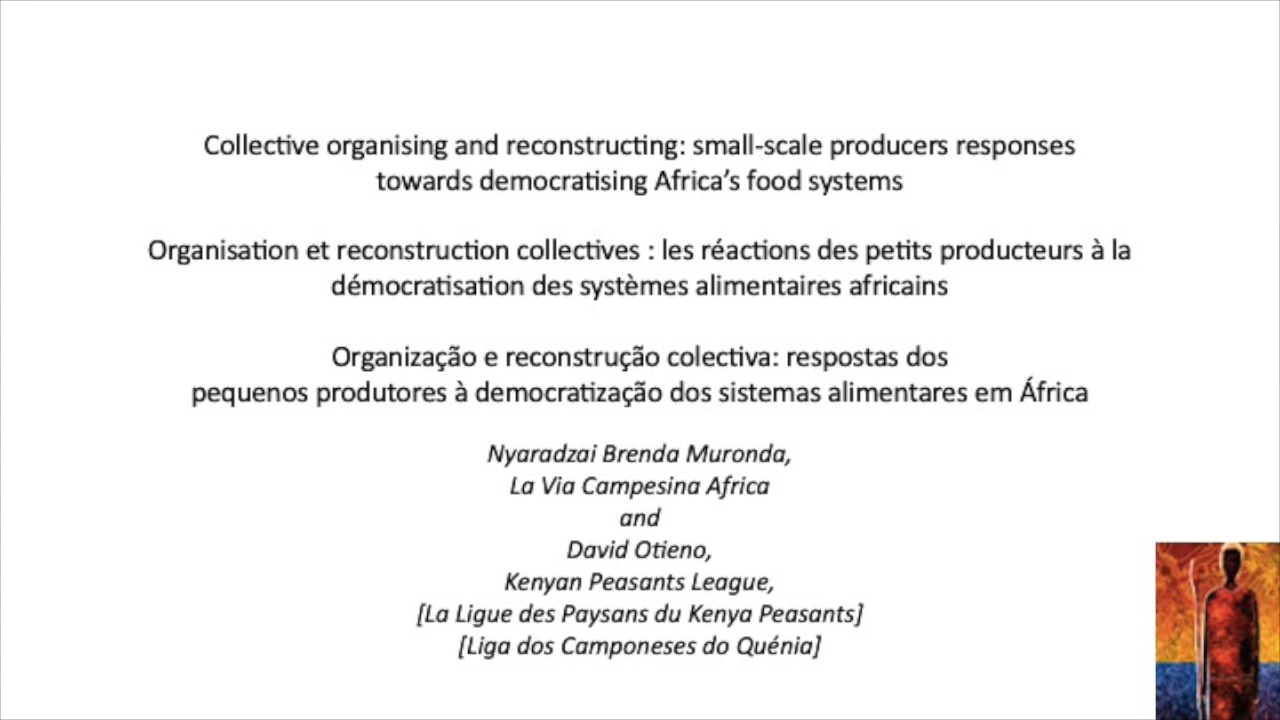 Collective organising and reconstructing: small-scale producers responses
towards democratising Africa's food systems
Organisation et reconstruction collectives : les réactions des petits producteurs à la
démocratisation des systèmes alimentaires africains
Organização e reconstrução colectiva: respostas dos
pequenos produtores à democratização dos sistemas alimentares em África
Nyaradzai Brenda Muronda,
La Via Campesina Africa
and
David Otieno,
Kenyan Peasants League,
[La Ligue des Paysans du Kenya Peasants]
[Liga dos Camponeses do Quénia]